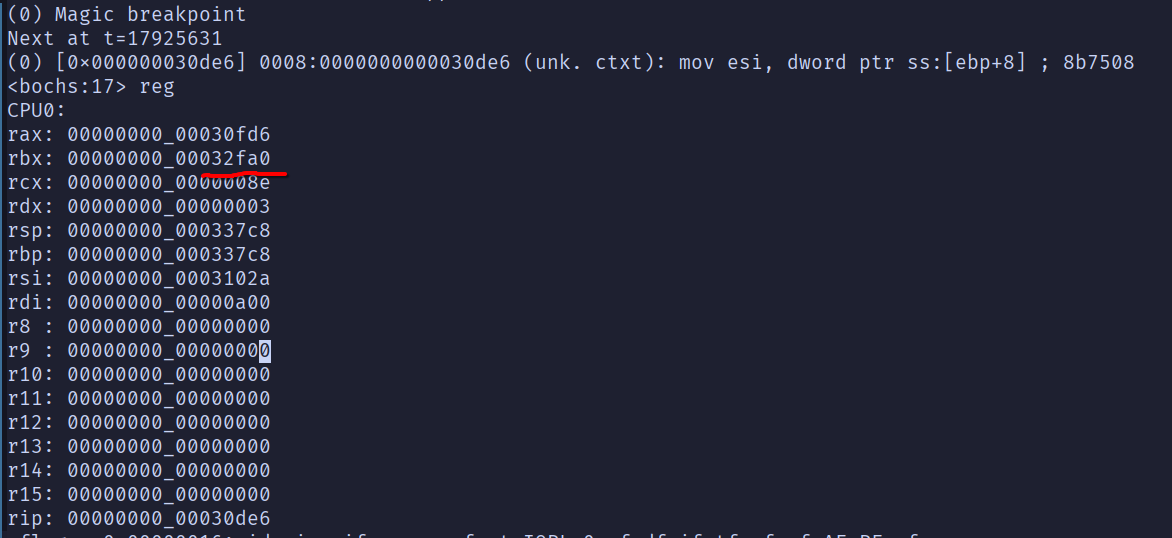 (0) Magic breakpoint
Next at t=17925631
(0) [0×000000030de6] 0008:0000000000030de6 (unk. ctxt): mov esi, dword ptr ss:[ebp+8] ; 8b7508
<bochs:17> reg
CPU0:
rax: 00000000_00030fd6
rbx: 00000000_00032fa0
rcx: 00000000_0000008e
rdx: 00000000_00000003
rsp: 00000000_000337c8
rbp: 00000000_000337c8
rsi: 00000000_0003102a
rdi: 00000000_00000a00
r8 : 00000000_00000000
r9 : 00000000_00000000
r10: 00000000_00000000
r11: 00000000_00000000
r12: 00000000_00000000
r13: 00000000_00000000
r14: 00000000_00000000
r15: 00000000_00000000
rip: 00000000_00030de6